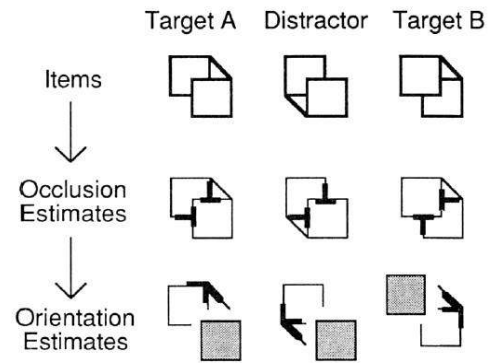 Target A Distractor Target B
Items
Occlusion
Estimates
Orientation
Estimates